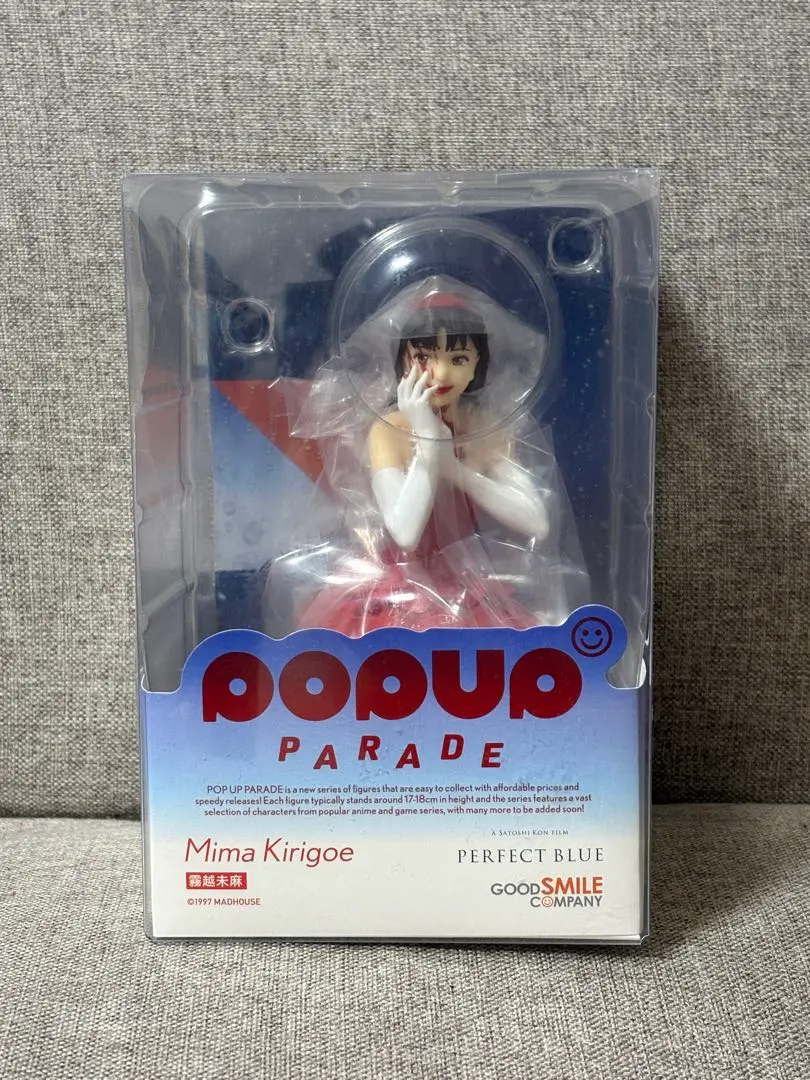 POPUP
PARADE
POP UP PARADE is a new series of figures that are easy to collect with affordable prices and
speedy releases! Each figure typically stands around 17-18cm in height and the series features a vast
selection of characters from popular anime and game series, with many more to be added soon!
A SATOSHI KON FILM
Mima Kirigoe
PERFECT BLUE
霧越未麻
GOOD SMILE
COMPANY
©1997 MADHOUSE